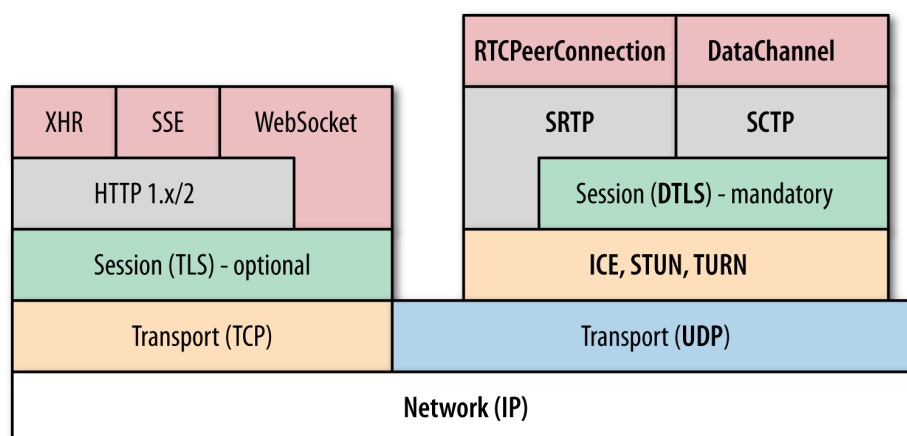 RTCPeerConnection
DataChannel
XHR
SSE
WebSocket
SRTP
SCTP
HTTP 1.x/2
Session (DTLS) - mandatory
Session (TLS) - optional
ICE, STUN, TURN
Transport (TCP)
Transport (UDP)
Network (IP)